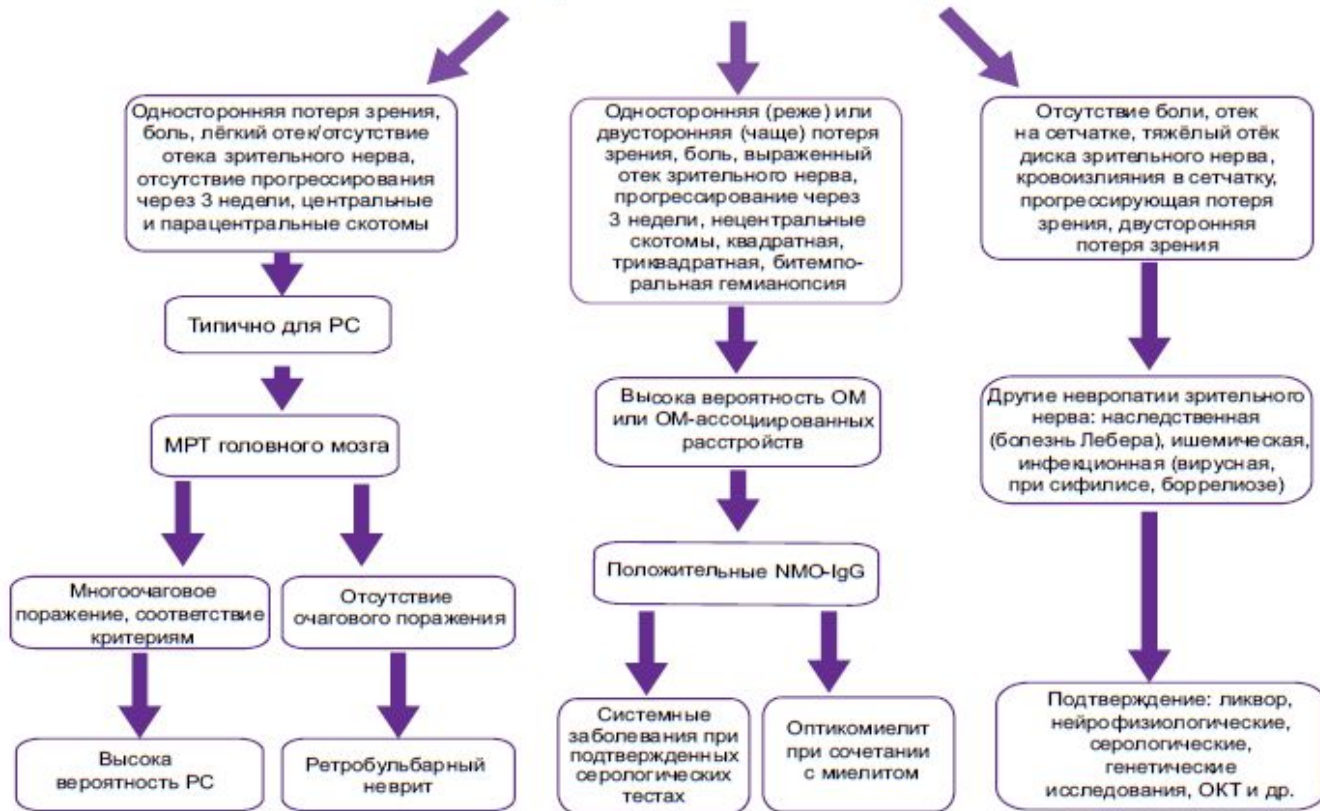 Односторонняя потеря зрения,
боль, лёгкий отек/отсутствие
отека зрительного нерва,
отсутствие прогрессирования
через 3 недели, центральные
и парацентральные скотомы
Типично для РС
МРТ головного мозга
Многоочаговое
поражение, соответствие
критериям
Отсутствие
очагового поражения
Высока
вероятность РС
Ретробульбарный
неврит
Односторонняя (реже) или
двусторонняя (чаще) потеря
зрения, боль, выраженный
отек зрительного нерва,
прогрессирование через
3 недели, нецентральные
скотомы, квадратная,
триквадратная, битемпо-
ральная гемианопсия
Высока вероятность ОМ
или ОМ-ассоциированных
расстройств
Положительные NMO-IgG
Системные
заболевания при
подтвержденных
серологических
тестах
Оптикомиелит
при сочетании
с миелитом
Отсутствие боли, отек
на сетчатке, тяжёлый отёк
диска зрительного нерва,
кровоизлияния в сетчатку,
прогрессирующая потеря
зрения, двусторонняя
потеря зрения
Другие невропатии зрительного
нерва: наследственная
(болезнь Лебера), ишемическая,
инфекционная (вирусная,
при сифилисе, боррелиозе)
Подтверждение: ликвор,
нейрофизиологические,
серологические,
генетические
исследования, ОКТ и др.